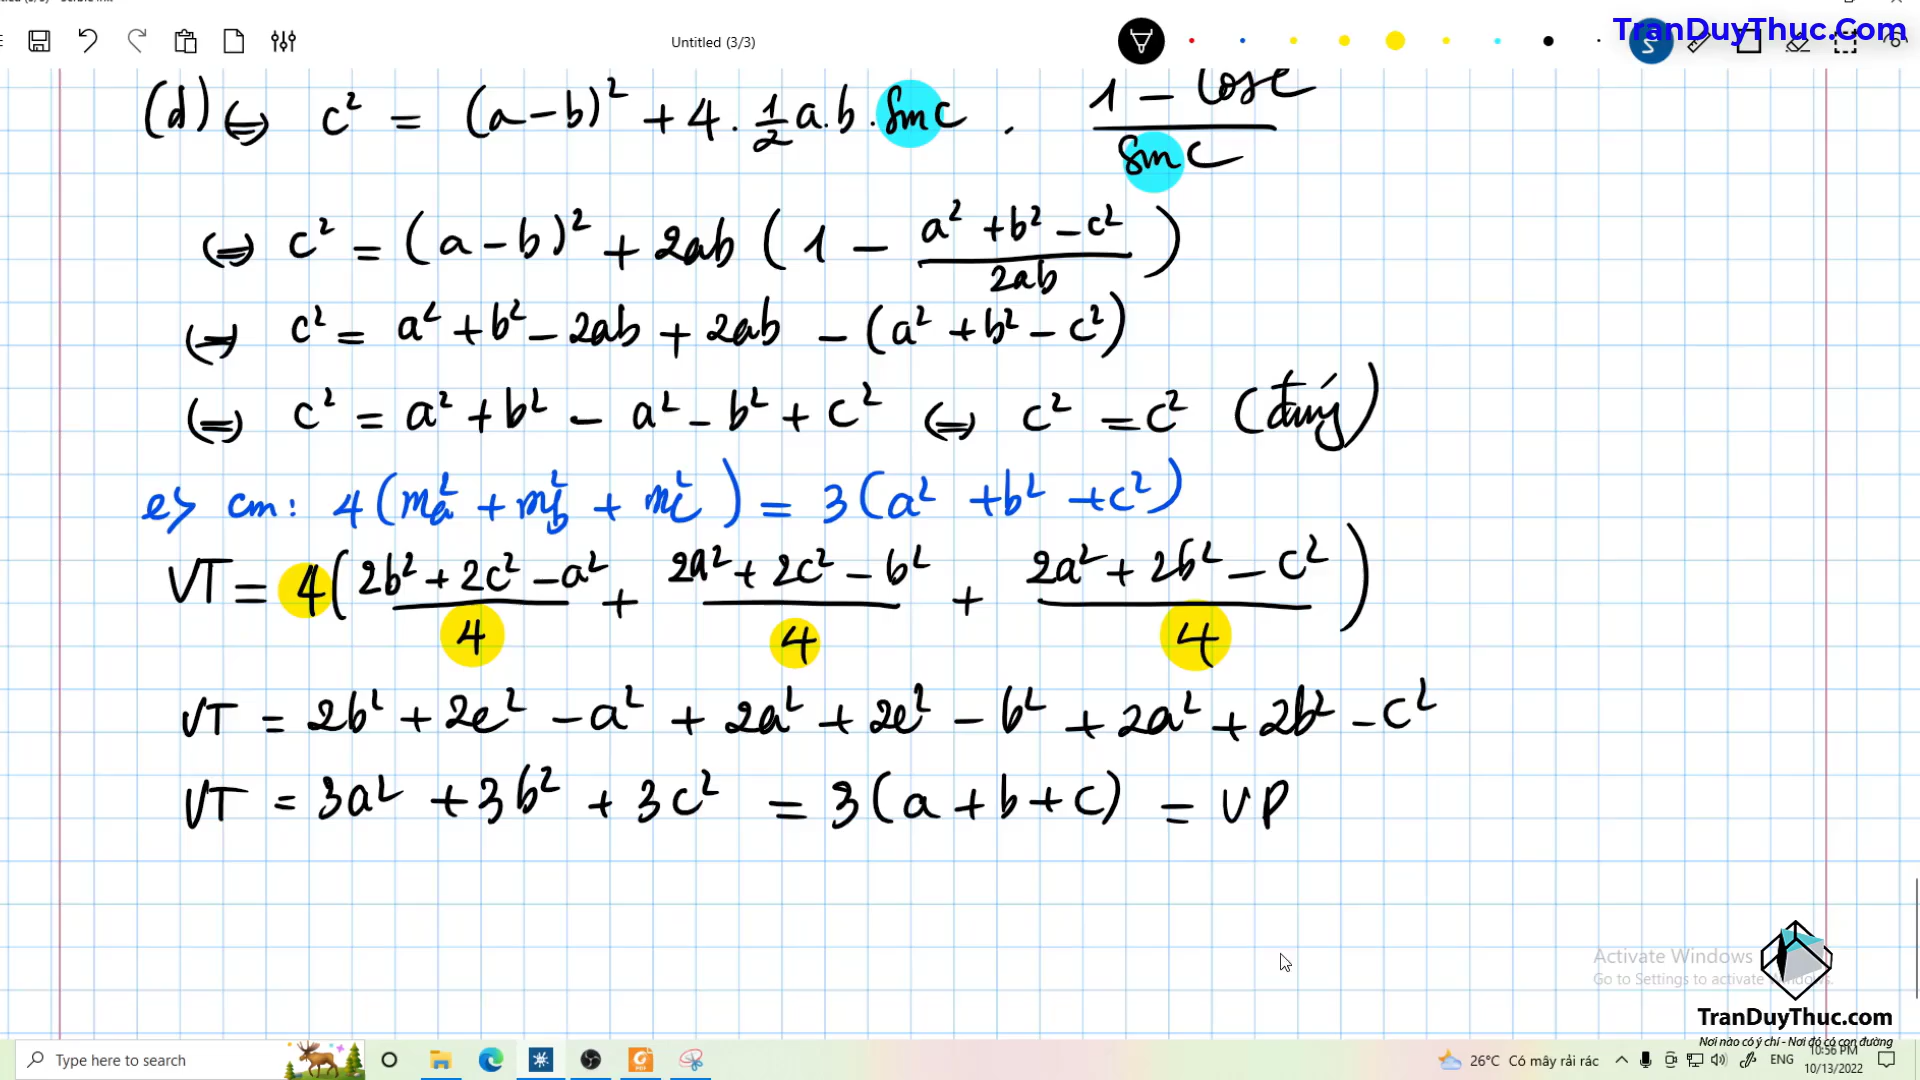 Untitled (3/3)
TranDuyThuc.Com
(d) ⇔ c² = (a-b)² + 4 . 1/2 a.b . Sin C . (1 - cos C)/(Sin C)
⇔ c² = (a-b)² + 2ab (1 - (a² + b² - c²)/(2ab))
⇔ c² = a² + b² - 2ab + 2ab - (a² + b² - c²)
⇔ c² = a² + b² - a² - b² + c² ⇔ c² = c² (đúng)
e> cm: 4(mₐ² + m_b² + m_c²) = 3(a² + b² + c²)
VT = 4((2b² + 2c² - a²)/4 + (2a² + 2c² - b²)/4 + (2a² + 2b² - c²)/4)
VT = 2b² + 2c² - a² + 2a² + 2c² - b² + 2a² + 2b² - c²
VT = 3a² + 3b² + 3c² = 3(a + b + c) = VP
Activate Windows
Go to Settings to activate Windows.
TranDuyThuc.com
Nơi nào có ý chí - Nơi đó có con đường
Type here to search
26°C Có mây rải rác
ENG
10:56 PM
10/13/2022